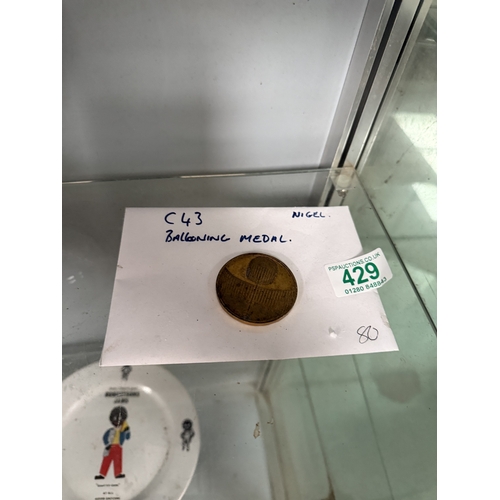 C43
NIGEL.
BALLOONING MEDAL.
PSPAUCTIONS.CO.UK
429
01280 848843
80